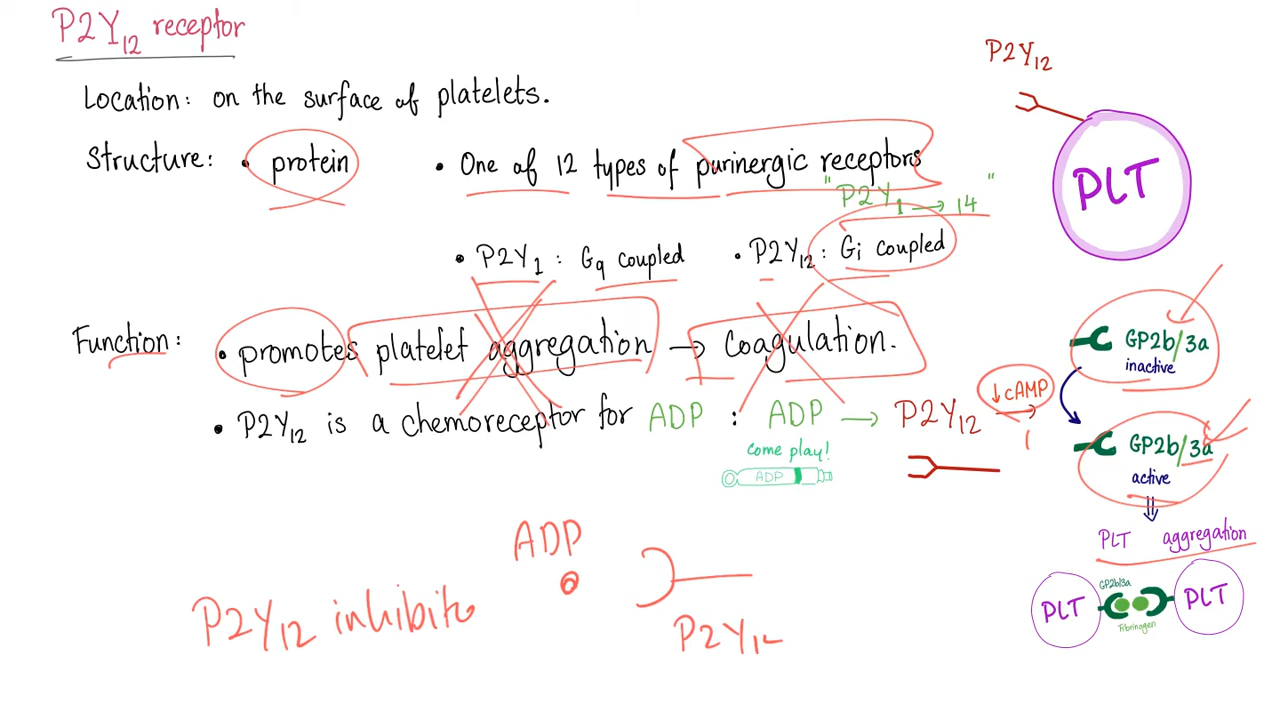 P2Y12 receptor
P2Y12
Location: on the surface of platelets.
Structure: • protein • One of 12 types of purinergic receptors
"P2Y1 → 14"
PLT
• P2Y1 : Gq coupled • P2Y12 : Gi coupled
Function: • promotes platelet aggregation → coagulation.
GP2b/3a
inactive
• P2Y12 is a chemoreceptor for ADP : ADP → P2Y12
↓cAMP
come play!
ADP
GP2b/3a
active
PLT aggregation
PLT GP2b/3a PLT
Fibrinogen
ADP
P2Y12 inhibito
P2Y12